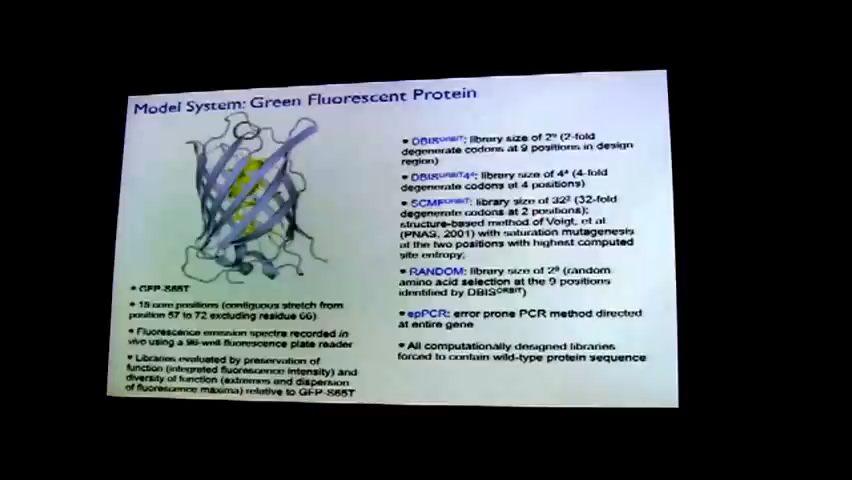 Model System: Green Fluorescent Protein
• GFP-S65T
• 15 core positions (contiguous stretch from
position 57 to 72 excluding residue 66)
• Fluorescence emission spectra recorded in
vivo using a 96-well fluorescence plate reader
• Libraries evaluated by preservation of
function (integrated fluorescence intensity) and
diversity of function (extremes and dispersion
of fluorescence maxima) relative to GFP-S65T
• DBISᴼᴿᴮᴵᵀ: library size of 2⁹ (2-fold
degenerate codons at 9 positions in design
region)
• DBISᴼᴿᴮᴵᵀ4⁴: library size of 4⁴ (4-fold
degenerate codons at 4 positions)
• SCMFᴼᴿᴮᴵᵀ: library size of 32² (32-fold
degenerate codons at 2 positions);
structure-based method of Voigt, et al.
(PNAS, 2001) with saturation mutagenesis
at the two positions with highest computed
site entropy;
• RANDOM: library size of 2⁹ (random
amino acid selection at the 9 positions
identified by DBISᴼᴿᴮᴵᵀ)
• epPCR: error prone PCR method directed
at entire gene
• All computationally designed libraries
forced to contain wild-type protein sequence